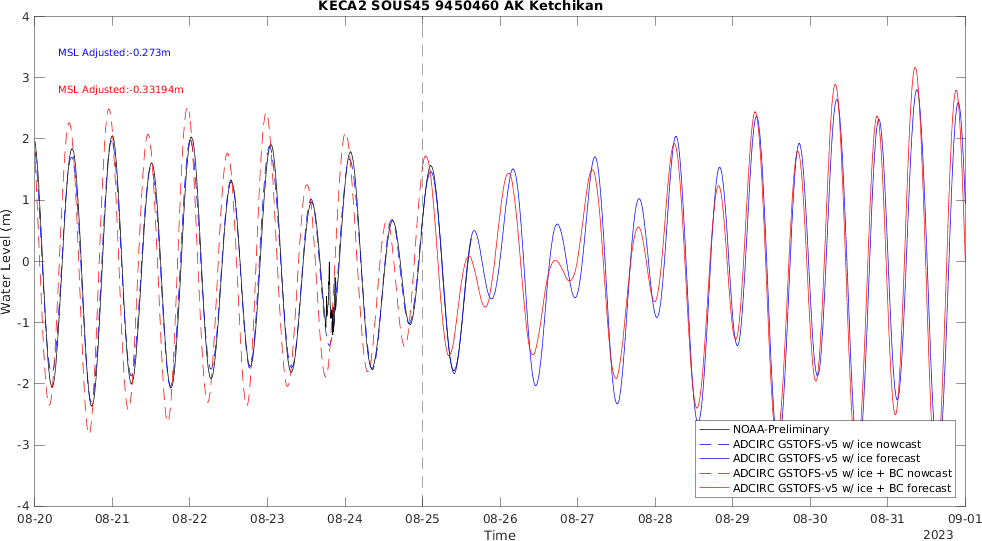 KECA2 SOUS45 9450460 AK Ketchikan
MSL Adjusted:-0.273m
MSL Adjusted:-0.33194m
4
3
2
1
0
-1
-2
-3
-4
Water Level (m)
NOAA-Preliminary
ADCIRC GSTOFS-v5 w/ ice nowcast
ADCIRC GSTOFS-v5 w/ ice forecast
ADCIRC GSTOFS-v5 w/ ice + BC nowcast
ADCIRC GSTOFS-v5 w/ ice + BC forecast
08-20 08-21 08-22 08-23 08-24 08-25 08-26 08-27 08-28 08-29 08-30 08-31 09-01
Time
2023